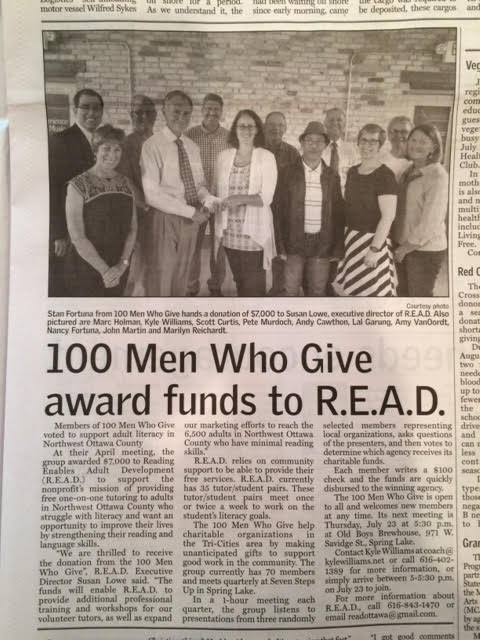 motor vessel Wilfred Sykes
on shore for a period.
As we understand it, the
had been waiting on shore
since early morning, came
be deposited, these cargos
Courtesy photo
Stan Fortuna from 100 Men Who Give hands a donation of $7,000 to Susan Lowe, executive director of R.E.A.D. Also
pictured are Marc Holman, Kyle Williams, Scott Curtis, Pete Murdoch, Andy Cawthon, Lal Garung, Amy VanOordt,
Nancy Fortuna, John Martin and Marilyn Reichardt.
100 Men Who Give
award funds to R.E.A.D.
Members of 100 Men Who Give
voted to support adult literacy in
Northwest Ottawa County
At their April meeting, the
group awarded $7,000 to Reading
Enables Adult Development
(R.E.A.D.) to support the
nonprofit's mission of providing
free one-on-one tutoring to adults
in Northwest Ottawa County who
struggle with literacy and want an
opportunity to improve their lives
by strengthening their reading and
language skills.
"We are thrilled to receive
the donation from the 100 Men
Who Give", R.E.A.D. Executive
Director Susan Lowe said. "The
funds will enable R.E.A.D. to
provide additional professional
training and workshops for our
volunteer tutors, as well as expand
our marketing efforts to reach the
6,500 adults in Northwest Ottawa
County who have minimal reading
skills."
R.E.A.D. relies on community
support to be able to provide their
free services. R.E.A.D. currently
has 35 tutor/student pairs. These
tutor/student pairs meet once
or twice a week to work on the
student's literacy goals.
The 100 Men Who Give help
charitable organizations in
the Tri-Cities area by making
unanticipated gifts to support
good work in the community. The
group currently has 70 members
and meets quarterly at Seven Steps
Up in Spring Lake.
In a 1-hour meeting each
quarter, the group listens to
presentations from three randomly
selected members representing
local organizations, asks questions
of the presenters, and then votes to
determine which agency receives its
charitable funds.
Each member writes a $100
check and the funds are quickly
disbursed to the winning agency.
The 100 Men Who Give is open
to all and welcomes new members
at any time. Its next meeting is
Thursday, July 23 at 5:30 p.m.
at Old Boys Brewhouse, 971 W.
Savidge St., Spring Lake.
Contact Kyle Williams at coach@
kylewilliams.net or call 616-402-
1389 for more information, or
simply arrive between 5-5:30 p.m.
on July 23 to join.
For more information about
R.E.A.D., call 616-843-1470 or
email readottawa@gmail.com.